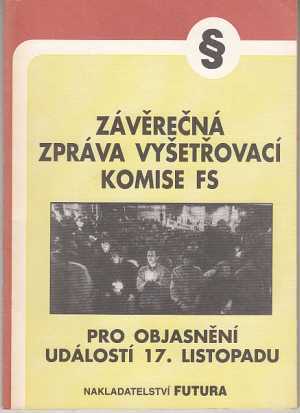 §
ZÁVĚREČNÁ
ZPRÁVA VYŠETŘOVACÍ
KOMISE FS
PRO OBJASNĚNÍ
UDÁLOSTÍ 17. LISTOPADU
NAKLADATELSTVÍ FUTURA